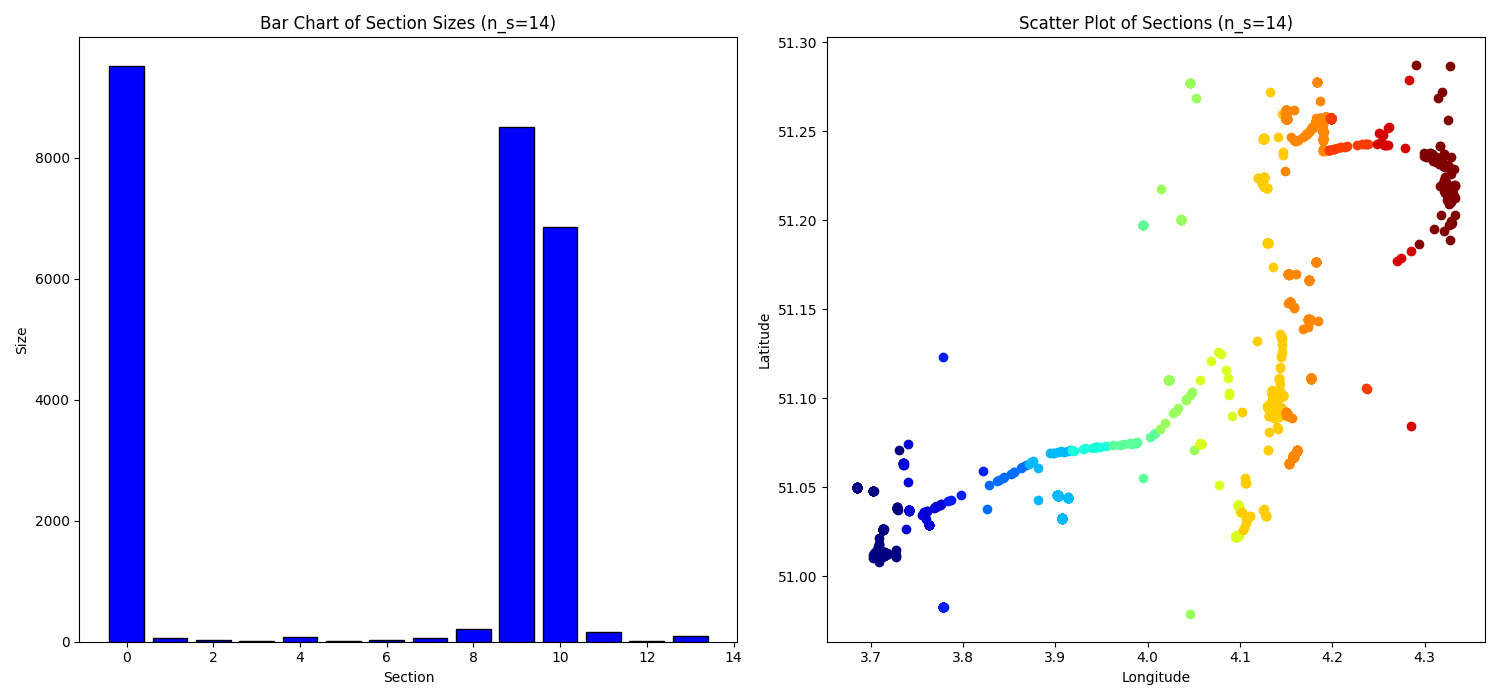 Bar Chart of Section Sizes (n_s=14)
Size
8000
6000
4000
2000
0
0 2 4 6 8 10 12 14
Section
Scatter Plot of Sections (n_s=14)
Latitude
51.30
51.25
51.20
51.15
51.10
51.05
51.00
3.7 3.8 3.9 4.0 4.1 4.2 4.3
Longitude